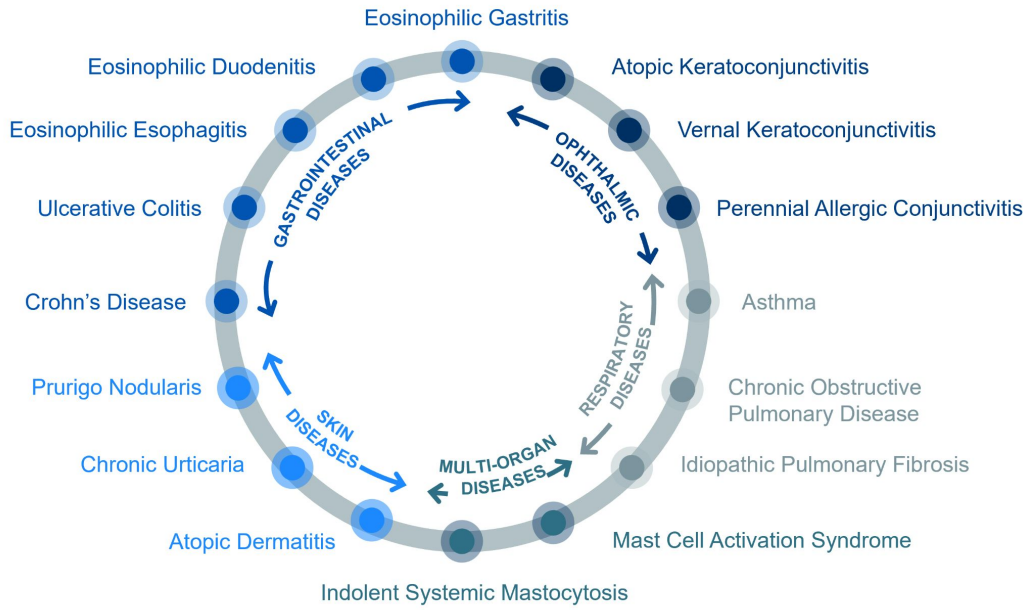 Eosinophilic Gastritis
Eosinophilic Duodenitis
Atopic Keratoconjunctivitis
Eosinophilic Esophagitis
Vernal Keratoconjunctivitis
Ulcerative Colitis
Perennial Allergic Conjunctivitis
Crohn’s Disease
Asthma
Prurigo Nodularis
Chronic Obstructive
Pulmonary Disease
Chronic Urticaria
Idiopathic Pulmonary Fibrosis
Atopic Dermatitis
Mast Cell Activation Syndrome
Indolent Systemic Mastocytosis
GASTROINTESTINAL
DISEASES
OPHTHALMIC
DISEASES
RESPIRATORY
DISEASES
MULTI-ORGAN
DISEASES
SKIN
DISEASES